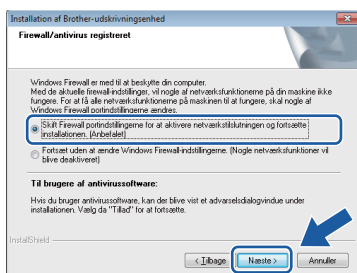 Installation af Brother-udskrivningsenhed
Firewall/antivirus registreret
Windows Firewall er med til at beskytte din computer.
Med de aktuelle firewall-indstillinger, vil nogle af netværksfunktionerne på din maskine ikke
fungere. For at få alle netværksfunktionerne på maskinen til at fungere, skal nogle af
Windows Firewall portindstillingerne ændres.
Skift Firewall portindstillingerne for at aktivere netværkstilslutningen og fortsætte
installationen. (Anbefalet)
Fortsæt uden at ændre Windows Firewall-indstillingerne. (Nogle netværksfunktioner vil
blive deaktiveret)
Til brugere af antivirussoftware:
Hvis du bruger antivirussoftware, kan der blive vist et advarselsdialogvindue under
installationen. Vælg da "Tillad" for at fortsætte.
InstallShield
< Tilbage
Næste >
Annuller